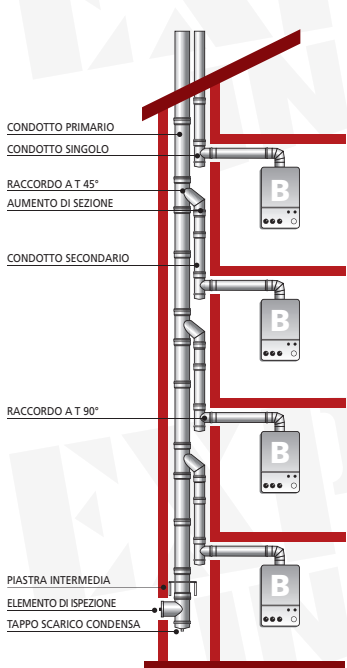 CONDOTTO PRIMARIO
CONDOTTO SINGOLO
B
RACCORDO A T 45°
AUMENTO DI SEZIONE
CONDOTTO SECONDARIO
B
RACCORDO A T 90°
B
PIASTRA INTERMEDIA
ELEMENTO DI ISPEZIONE
B
TAPPO SCARICO CONDENSA